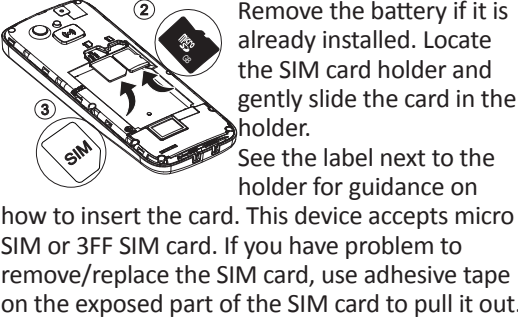 2
micro
SD
GB
3
SIM
Remove the battery if it is
already installed. Locate
the SIM card holder and
gently slide the card in the
holder.
See the label next to the
holder for guidance on
how to insert the card. This device accepts micro
SIM or 3FF SIM card. If you have problem to
remove/replace the SIM card, use adhesive tape
on the exposed part of the SIM card to pull it out.